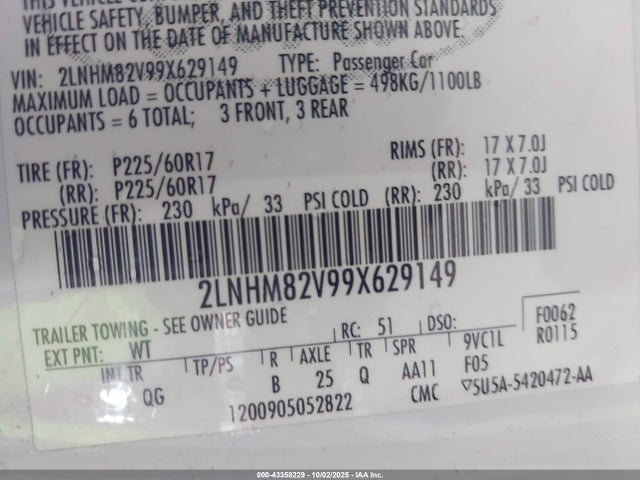 THIS VEHICLE
VEHICLE SAFETY, BUMPER, AND THEFT PREVENTION STANDARDS
IN EFFECT ON THE DATE OF MANUFACTURE SHOWN ABOVE.
VIN: 2LNHM82V99X629149 TYPE: Passenger Car
MAXIMUM LOAD = OCCUPANTS + LUGGAGE = 498KG/1100LB
OCCUPANTS = 6 TOTAL; 3 FRONT, 3 REAR
TIRE (FR): P225/60R17 RIMS (FR): 17 X 7.0J
(RR): P225/60R17 (RR): 17 X 7.0J
PRESSURE (FR): 230 kPa/ 33 PSI COLD (RR): 230 kPa/ 33 PSI COLD
2LNHM82V99X629149
TRAILER TOWING - SEE OWNER GUIDE
EXT PNT: WT RC: 51 DSO: F0062
R0115
INT TR TP/PS R AXLE TR SPR 9VC1L
QG B 25 Q AA11 F05
1200905052822 CMC ▽5U5A-5420472-AA
000-43358229 - 10/02/2025 - IAA Inc.